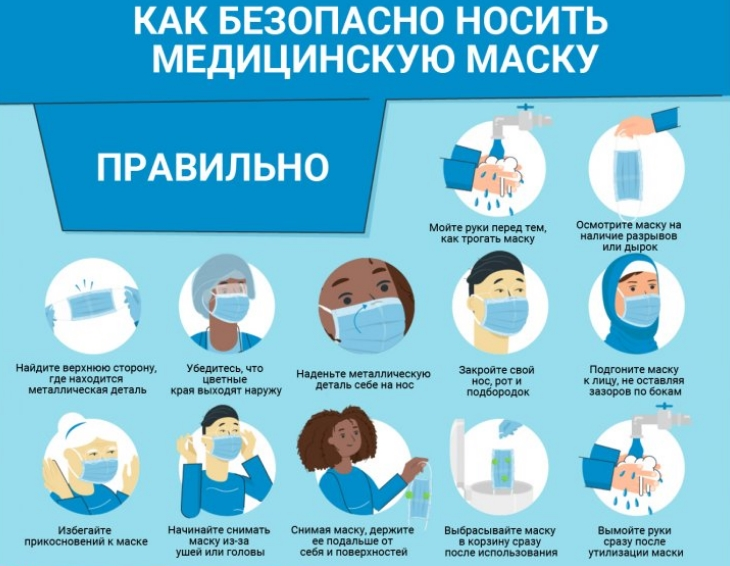 КАК БЕЗОПАСНО НОСИТЬ
МЕДИЦИНСКУЮ МАСКУ
ПРАВИЛЬНО
Мойте руки перед тем,
как трогать маску
Осмотрите маску на
наличие разрывов
или дырок
Найдите верхнюю сторону,
где находится
металлическая деталь
Убедитесь, что
цветные
края выходят наружу
Наденьте металлическую
деталь себе на нос
Закройте свой
нос, рот и
подбородок
Подгоните маску
к лицу, не оставляя
зазоров по бокам
Избегайте
прикосновений к маске
Начинайте снимать
маску из-за
ушей или головы
Снимая маску, держите
ее подальше от
себя и поверхностей
Выбрасывайте маску
в корзину сразу
после использования
Вымойте руки
сразу после
утилизации маски